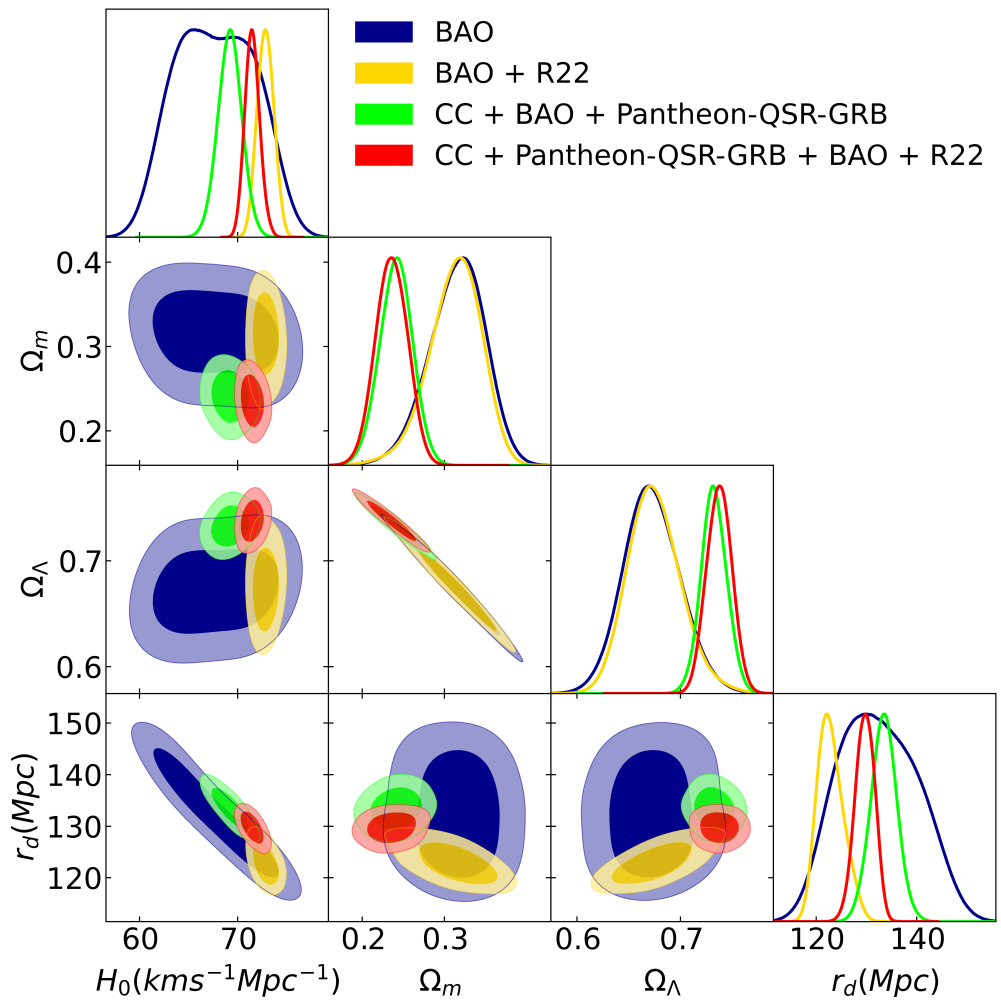 BAO
BAO + R22
CC + BAO + Pantheon-QSR-GRB
CC + Pantheon-QSR-GRB + BAO + R22
0.4
0.3
0.2
Ωm
0.7
0.6
ΩΛ
150
140
130
120
rd(Mpc)
60 70
0.2 0.3
0.6 0.7
120 140
H0(kms−1Mpc−1)
Ωm
ΩΛ
rd(Mpc)